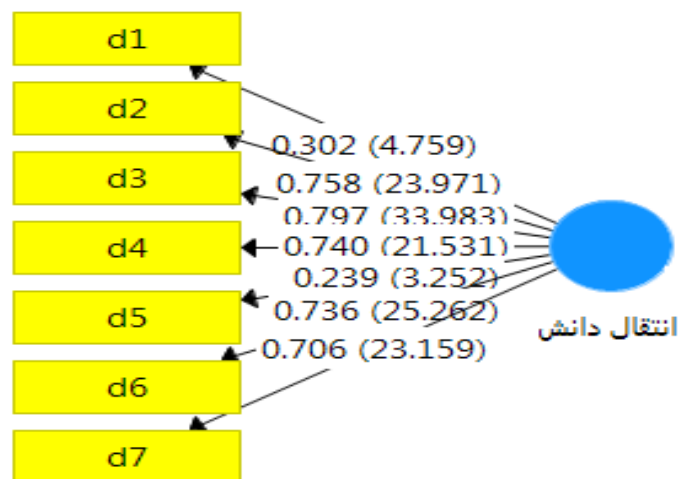 d1
d2
d3
d4
d5
d6
d7
0.302 (4.759)
0.758 (23.971)
0.797 (33.983)
0.740 (21.531)
0.239 (3.252)
0.736 (25.262)
0.706 (23.159)
انتقال دانش